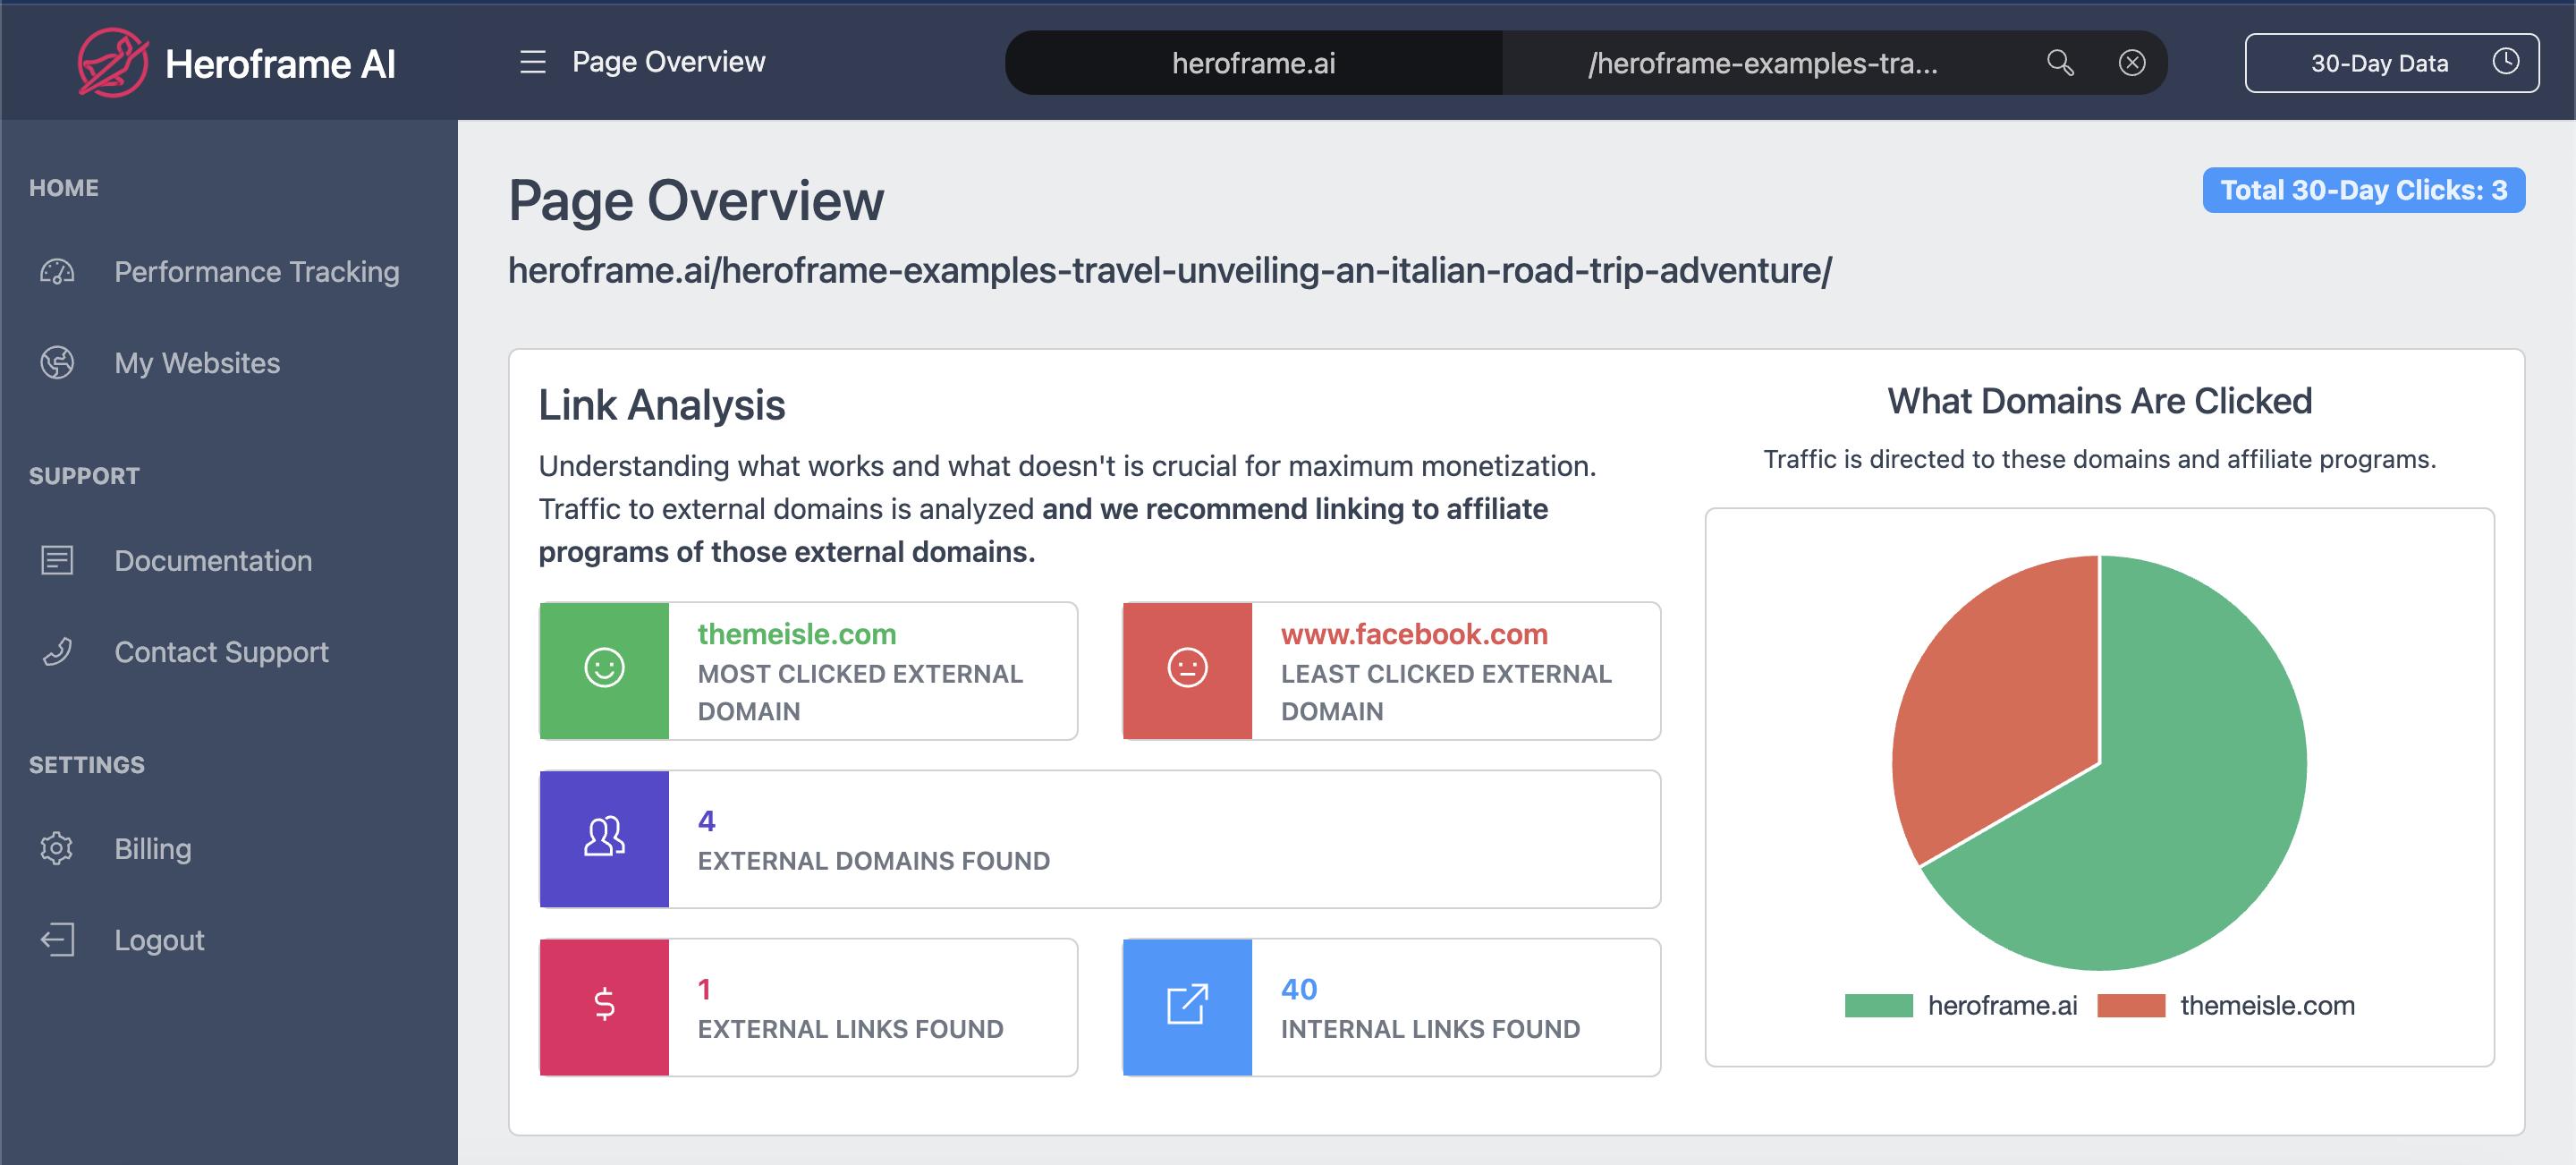 Heroframe AI
Page Overview
heroframe.ai
/heroframe-examples-tra...
30-Day Data
HOME
Performance Tracking
My Websites
SUPPORT
Documentation
Contact Support
SETTINGS
Billing
Logout
Page Overview
Total 30-Day Clicks: 3
heroframe.ai/heroframe-examples-travel-unveiling-an-italian-road-trip-adventure/
Link Analysis
Understanding what works and what doesn't is crucial for maximum monetization.
Traffic to external domains is analyzed and we recommend linking to affiliate
programs of those external domains.
themeisle.com
MOST CLICKED EXTERNAL
DOMAIN
www.facebook.com
LEAST CLICKED EXTERNAL
DOMAIN
4
EXTERNAL DOMAINS FOUND
$
1
EXTERNAL LINKS FOUND
40
INTERNAL LINKS FOUND
What Domains Are Clicked
Traffic is directed to these domains and affiliate programs.
heroframe.ai
themeisle.com